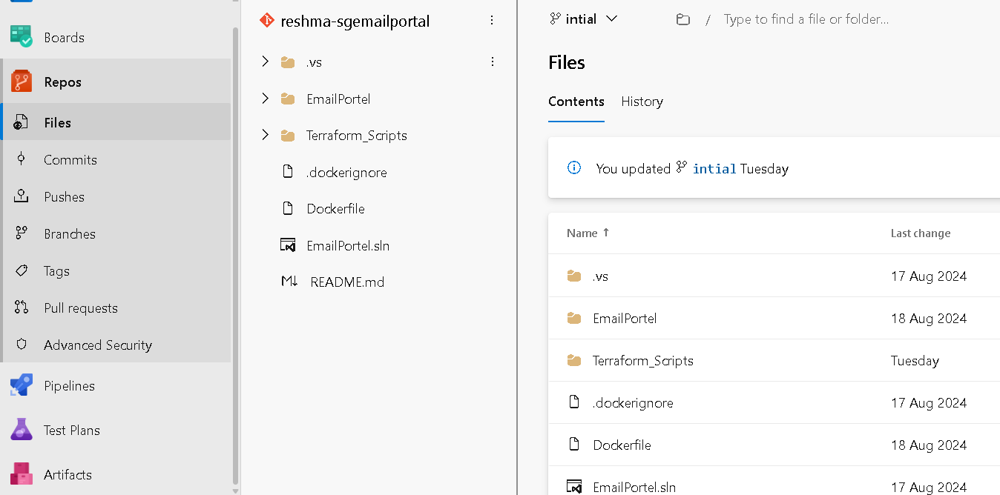 Boards
Repos
Files
Commits
Pushes
Branches
Tags
Pull requests
Advanced Security
Pipelines
Test Plans
Artifacts
reshma-sgemailportal
.vs
EmailPortel
Terraform_Scripts
.dockerignore
Dockerfile
EmailPortel.sln
README.md
intial / Type to find a file or folder...
Files
Contents History
You updated intial Tuesday
Name ↑ Last change
.vs 17 Aug 2024
EmailPortel 18 Aug 2024
Terraform_Scripts Tuesday
.dockerignore 17 Aug 2024
Dockerfile 18 Aug 2024
EmailPortel.sln 17 Aug 2024